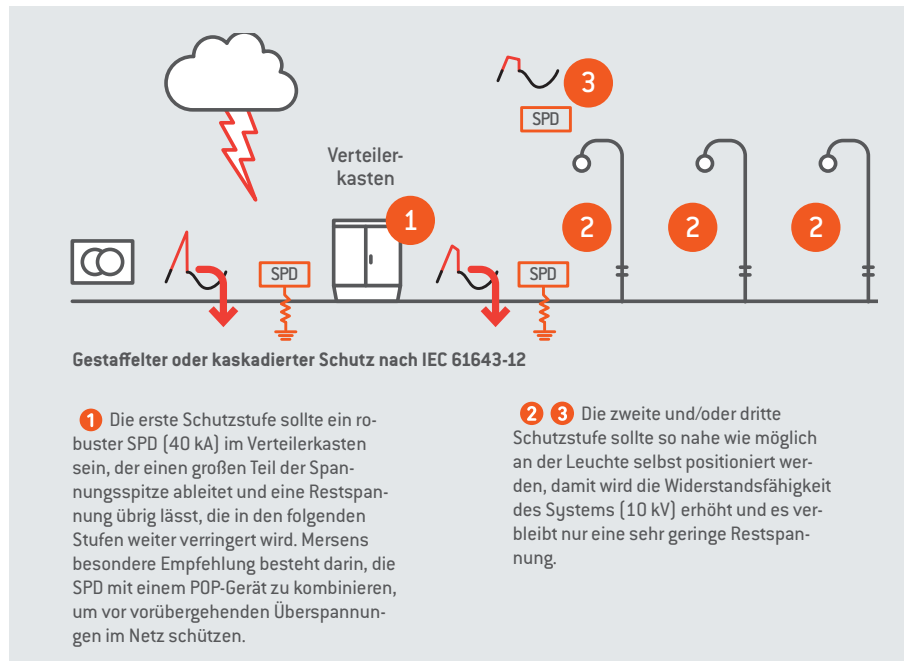 3
SPD
Verteiler-
kasten
1
2
2
2
SPD
SPD
Gestaffelter oder kaskadierter Schutz nach IEC 61643-12
1 Die erste Schutzstufe sollte ein ro-
buster SPD (40 kA) im Verteilerkasten
sein, der einen großen Teil der Span-
nungsspitze ableitet und eine Restspan-
nung übrig lässt, die in den folgenden
Stufen weiter verringert wird. Mersens
besondere Empfehlung besteht darin, die
SPD mit einem POP-Gerät zu kombinieren,
um vor vorübergehenden Überspannun-
gen im Netz schützen.
2 3 Die zweite und/oder dritte
Schutzstufe sollte so nahe wie möglich
an der Leuchte selbst positioniert wer-
den, damit wird die Widerstandsfähigkeit
des Systems (10 kV) erhöht und es ver-
bleibt nur eine sehr geringe Restspan-
nung.